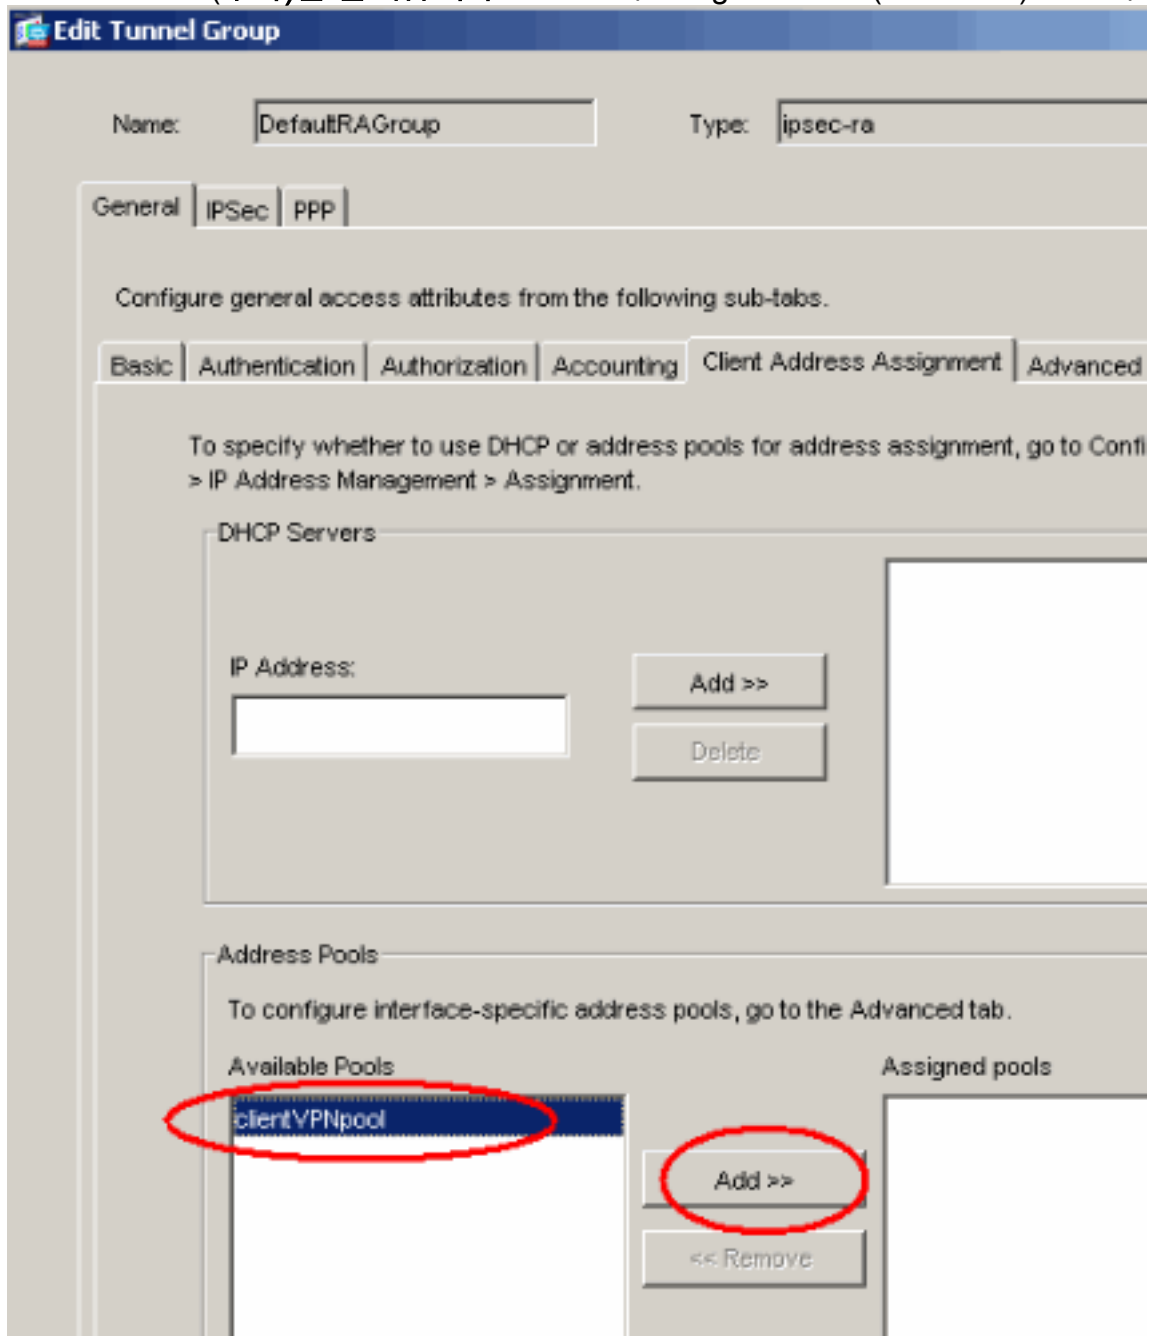 Edit Tunnel Group
Name: DefaultRAGroup Type: ipsec-ra
General IPSec PPP
Configure general access attributes from the following sub-tabs.
Basic Authentication Authorization Accounting Client Address Assignment Advanced
To specify whether to use DHCP or address pools for address assignment, go to Confi
> IP Address Management > Assignment.
DHCP Servers
IP Address:
Add >>
Delete
Address Pools
To configure interface-specific address pools, go to the Advanced tab.
Available Pools Assigned pools
clientVPNpool
Add >>
<< Remove